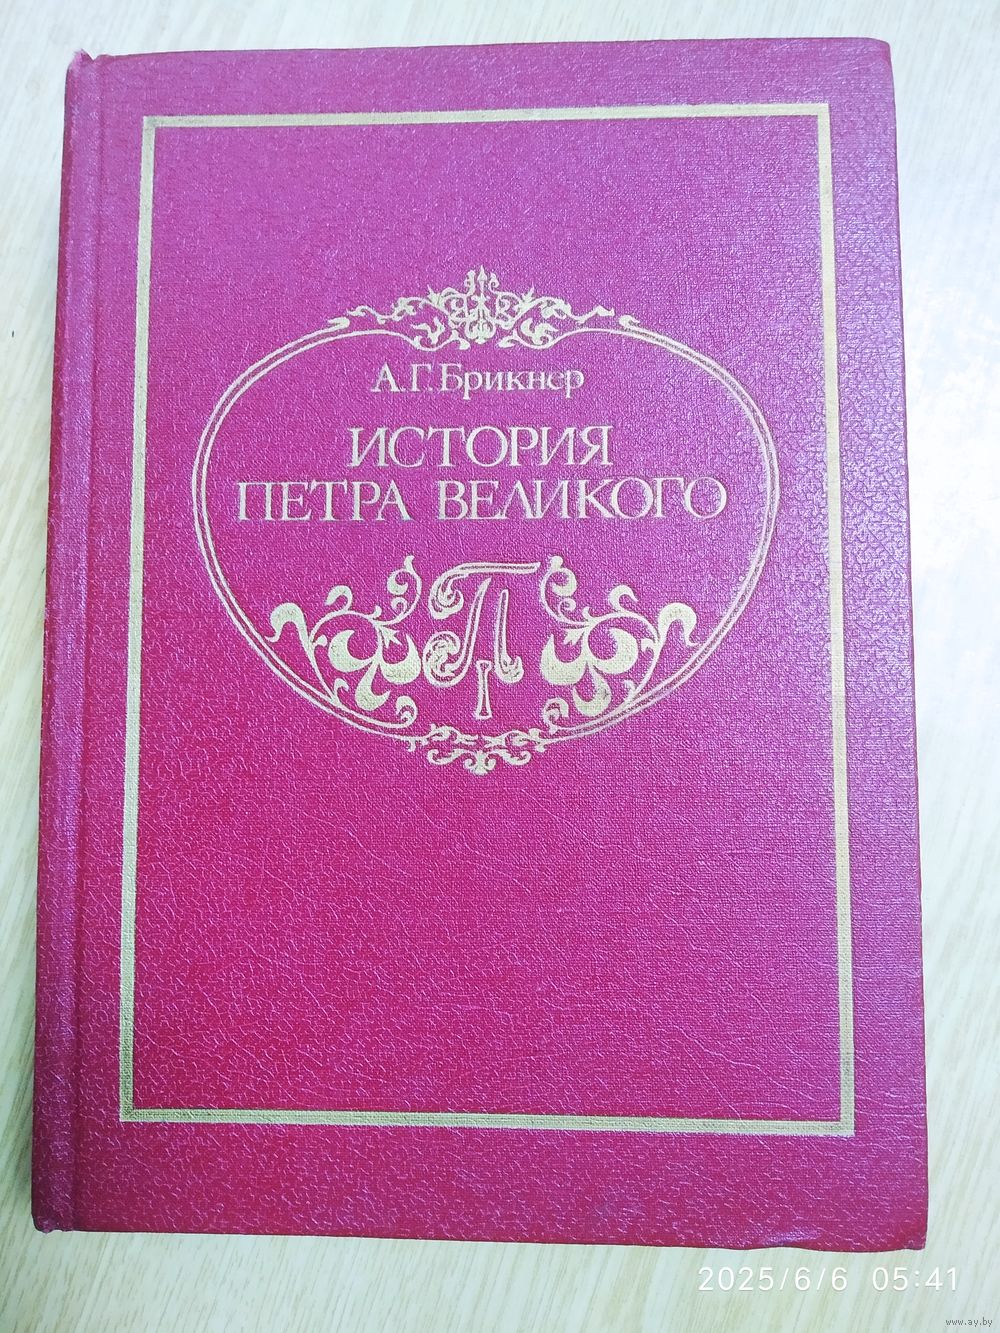 А. Г. Брикнер
ИСТОРИЯ
ПЕТРА ВЕЛИКОГО
П I
2025/6/6 05:41
www.ay.by